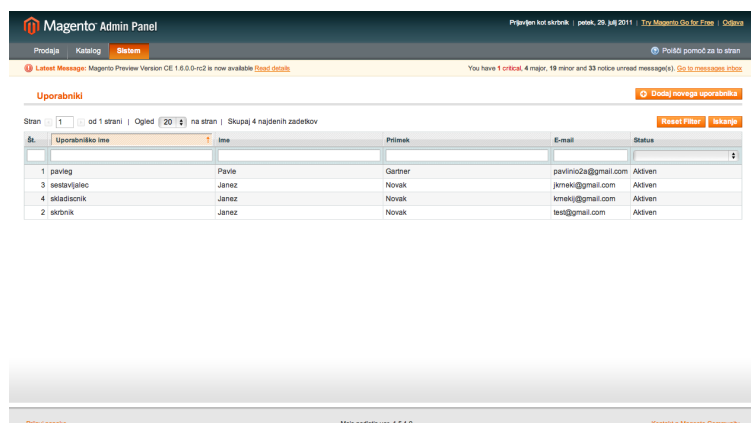 Magento Admin Panel
Prijavljen kot skrbnik | petek, 29. julij 2011 | Try Magento Go for Free | Odjava
Prodaja Katalog Sistem
Poišči pomoč za to stran
Latest Message: Magento Preview Version CE 1.6.0.0-rc2 is now available Read details
You have 1 critical, 4 major, 19 minor and 33 notice unread message(s). Go to messages inbox
Uporabniki
Dodaj novega uporabnika
Stran 1 od 1 strani | Ogled 20 na stran | Skupaj 4 najdenih zadetkov
Reset Filter Iskanje
Št. Uporabniško ime Ime Priimek E-mail Status
1 pavleg Pavle Gartner pavlinio2a@gmail.com Aktiven
3 sestavljalec Janez Novak jkrneki@gmail.com Aktiven
4 skladiscnik Janez Novak krnekij@gmail.com Aktiven
2 skrbnik Janez Novak test@gmail.com Aktiven